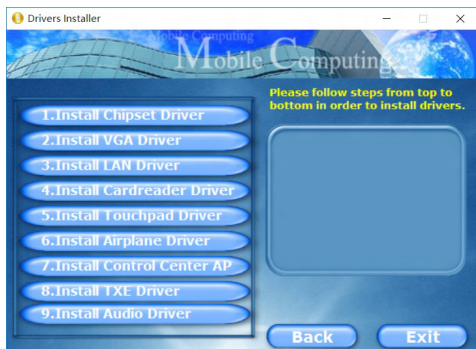 Drivers Installer
Mobile Computing
Mobile Computing
Please follow steps from top to
bottom in order to install drivers.
1.Install Chipset Driver
2.Install VGA Driver
3.Install LAN Driver
4.Install Cardreader Driver
5.Install Touchpad Driver
6.Install Airplane Driver
7.Install Control Center AP
8.Install TXE Driver
9.Install Audio Driver
Back
Exit